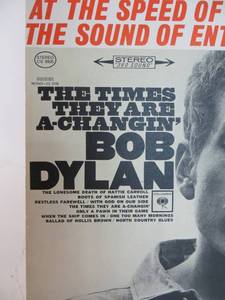 AT THE SPEED OF
THE SOUND OF ENT
STEREO
THE TIMES
THEY ARE
A-CHANGIN'
BOB
DYLAN
THE LONESOME DEATH OF HATTIE CARROLL
BOOTS OF SPANISH LEATHER
RESTLESS FAREWELL / WITH GOD ON OUR SIDE
THE TIMES THEY ARE A-CHANGIN'
ONLY A PAWN IN THEIR GAME
WHEN THE SHIP COMES IN / ONE TOO MANY MORNINGS
BALLAD OF HOLLIS BROWN / NORTH COUNTRY BLUES